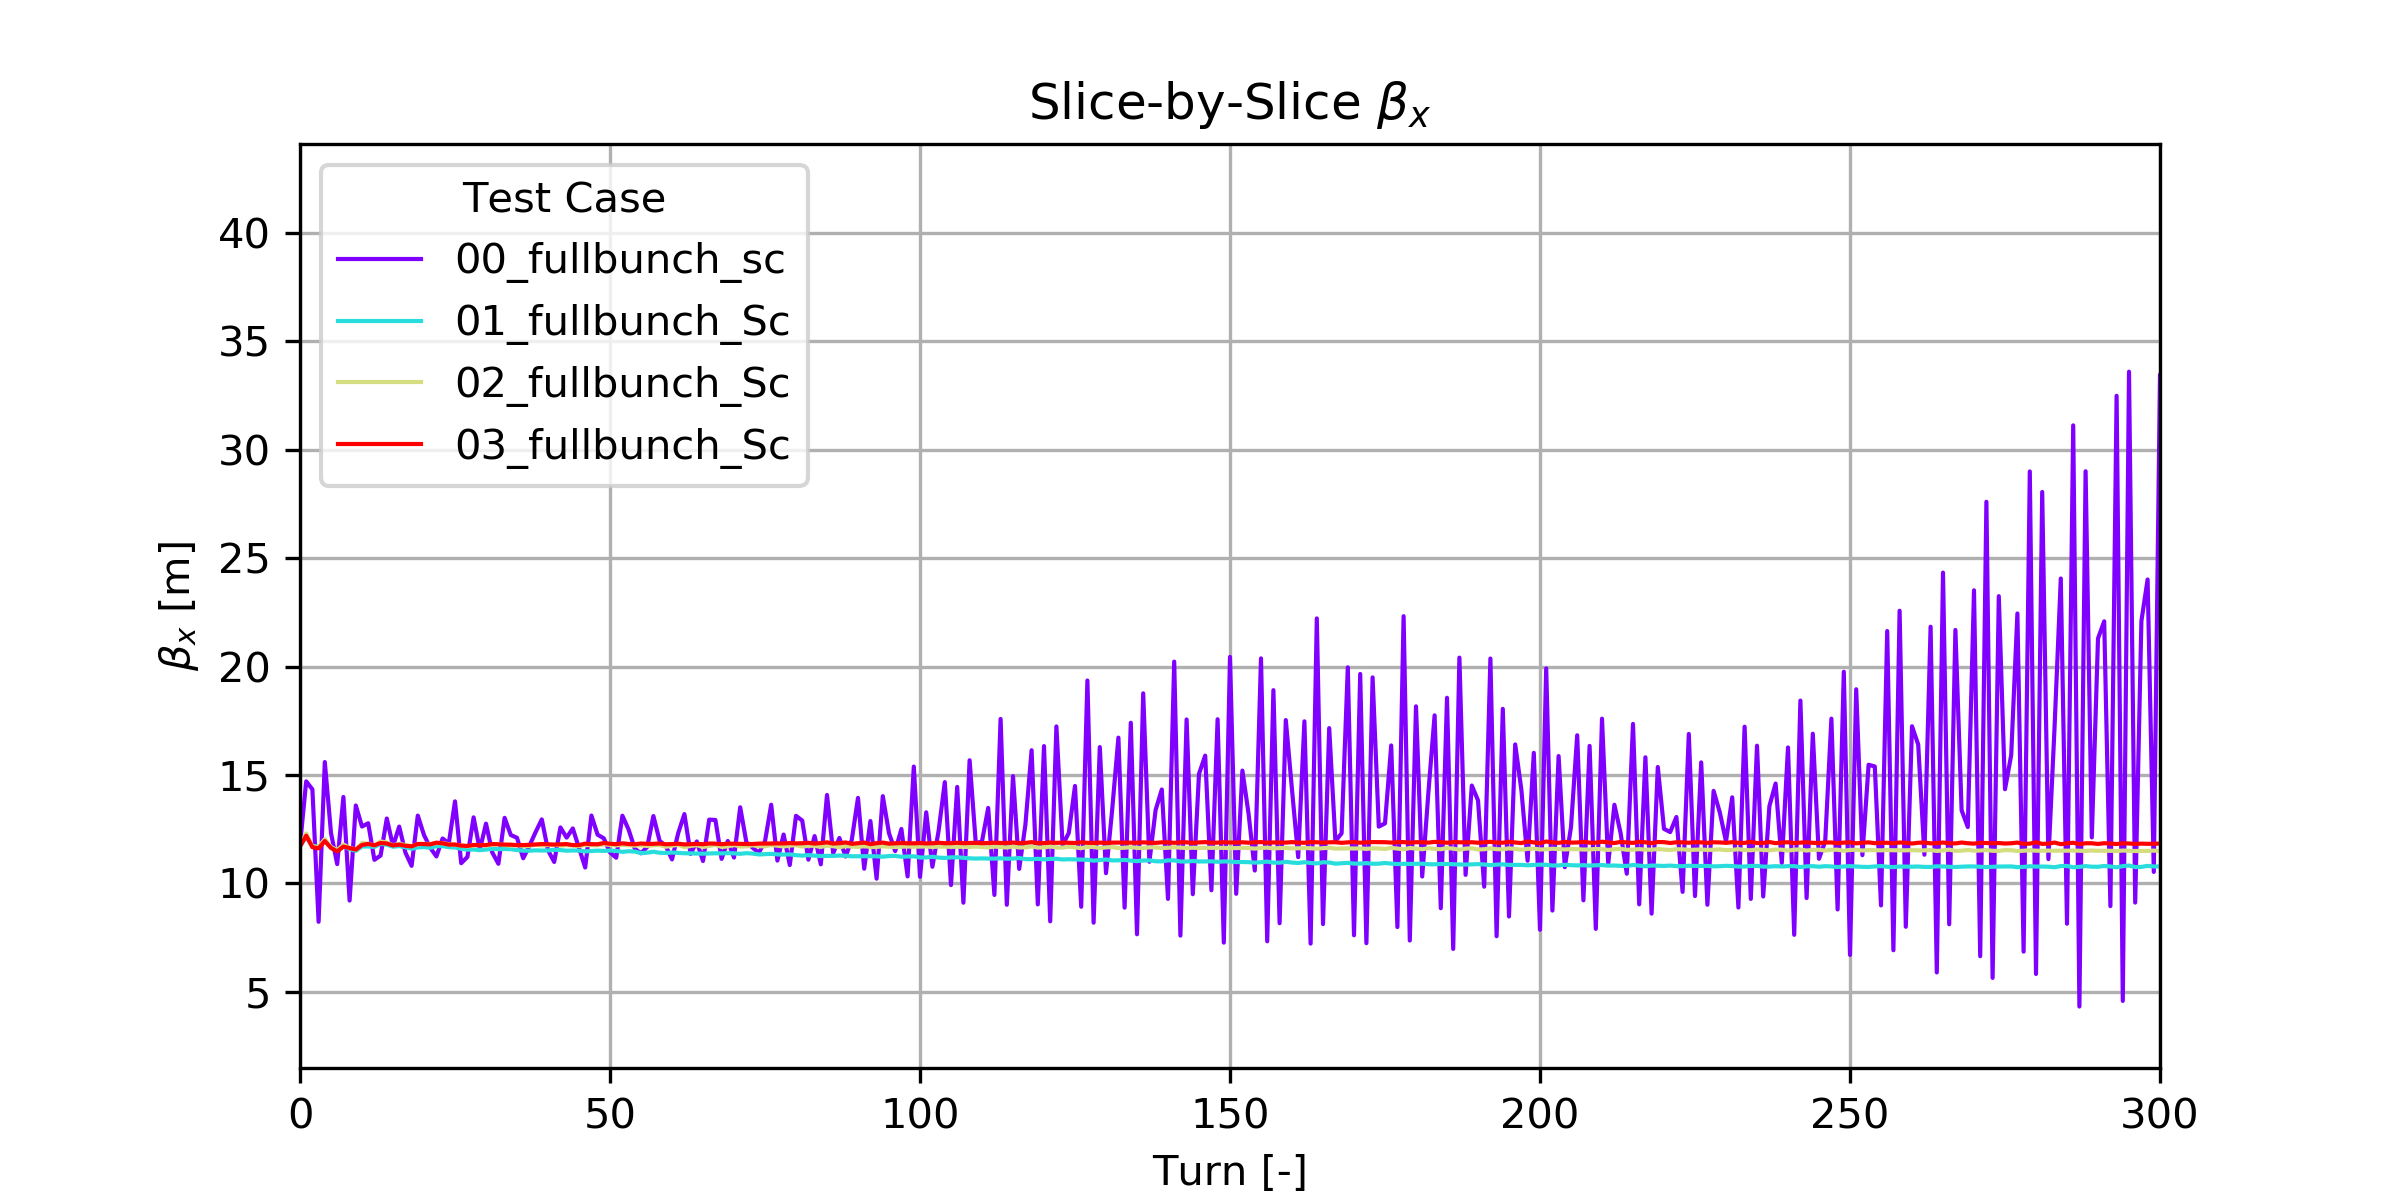 Slice-by-Slice βx
Test Case
00_fullbunch_sc
01_fullbunch_Sc
02_fullbunch_Sc
03_fullbunch_Sc
βx [m]
40
35
30
25
20
15
10
5
0 50 100 150 200 250 300
Turn [-]